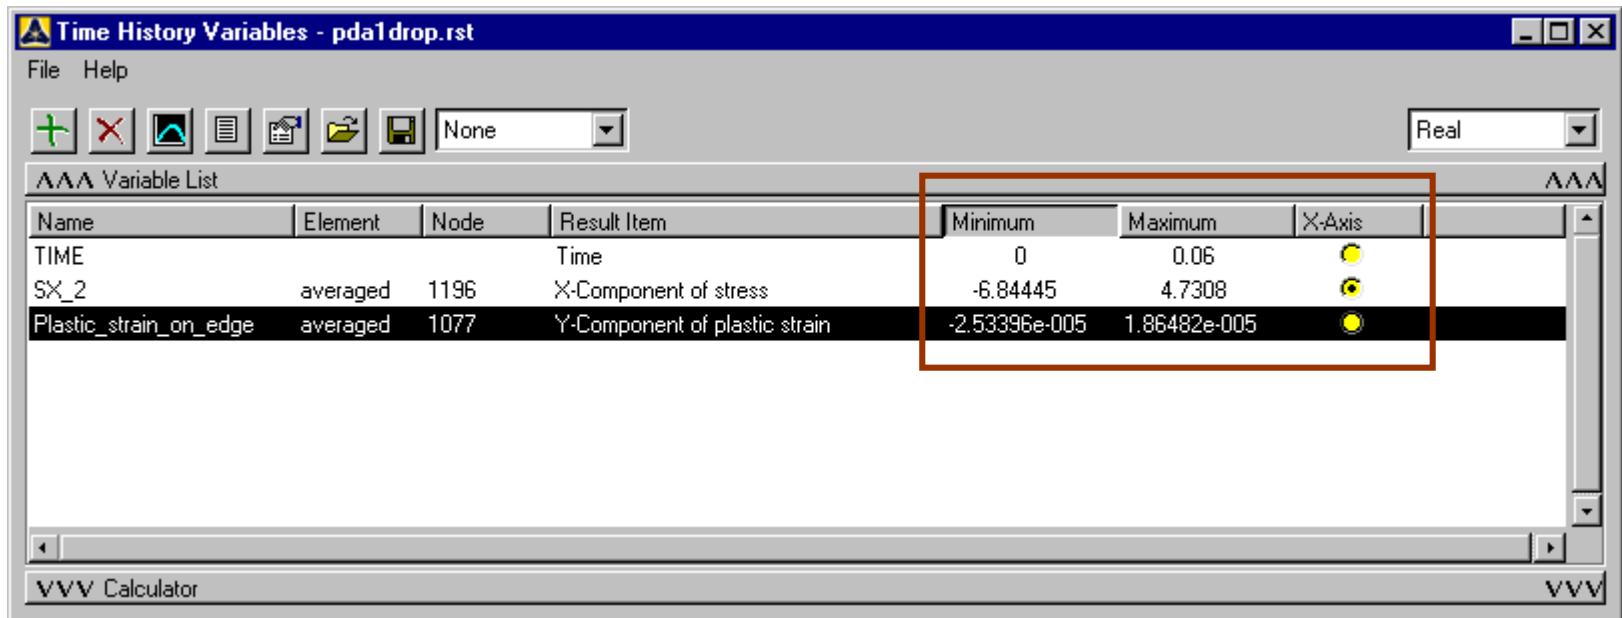 Time History Variables - pda1drop.rst
File Help
None Real
ΛΛΛ Variable List ΛΛΛ
Name Element Node Result Item Minimum Maximum X-Axis
TIME Time 0 0.06
SX_2 averaged 1196 X-Component of stress -6.84445 4.7308
Plastic_strain_on_edge averaged 1077 Y-Component of plastic strain -2.53396e-005 1.86482e-005
VVV Calculator VVV